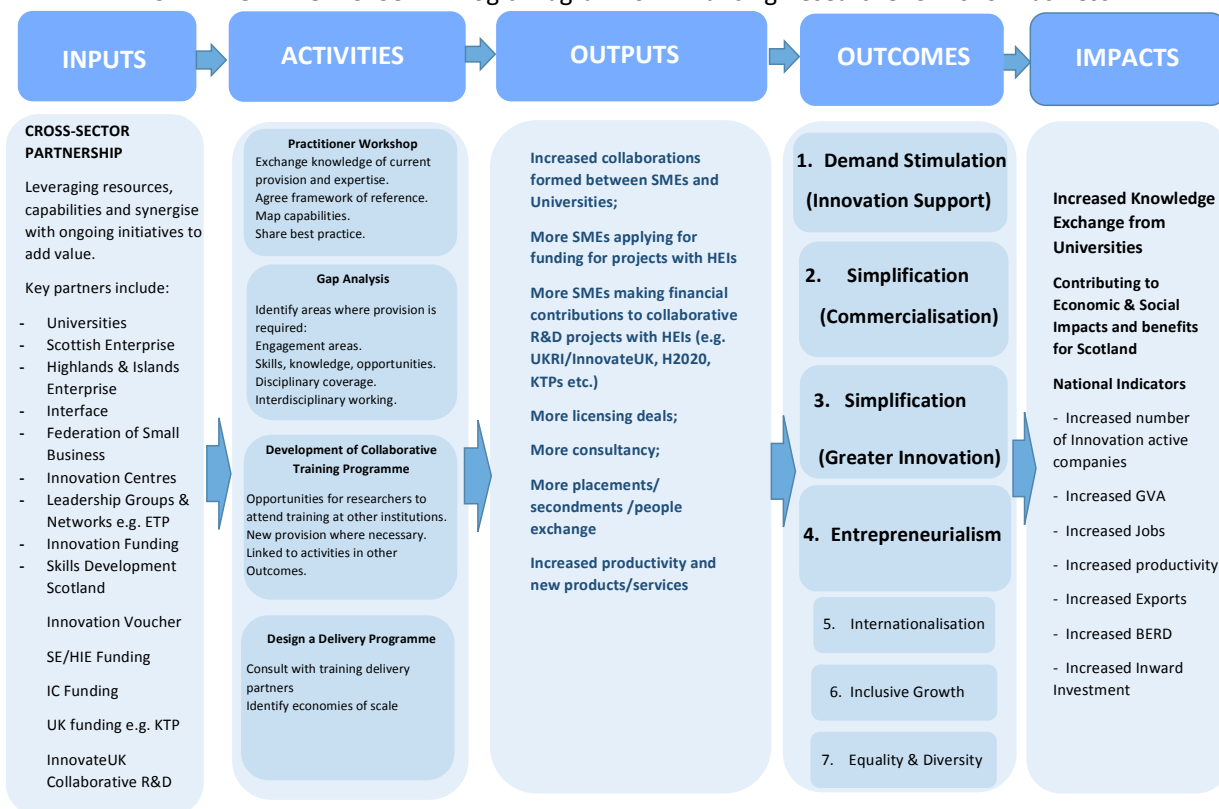 INPUTS
ACTIVITIES
OUTPUTS
OUTCOMES
IMPACTS
CROSS-SECTOR
PARTNERSHIP
Leveraging resources,
capabilities and synergise
with ongoing initiatives to
add value.
Key partners include:
- Universities
- Scottish Enterprise
- Highlands & Islands
Enterprise
- Interface
- Federation of Small
Business
- Innovation Centres
- Leadership Groups &
Networks e.g. ETP
- Innovation Funding
- Skills Development
Scotland
Innovation Voucher
SE/HIE Funding
IC Funding
UK funding e.g. KTP
InnovateUK
Collaborative R&D
Practitioner Workshop
Exchange knowledge of current
provision and expertise.
Agree framework of reference.
Map capabilities.
Share best practice.
Gap Analysis
Identify areas where provision is
required:
Engagement areas.
Skills, knowledge, opportunities.
Disciplinary coverage.
Interdisciplinary working.
Development of Collaborative
Training Programme
Opportunities for researchers to
attend training at other institutions.
New provision where necessary.
Linked to activities in other
Outcomes.
Design a Delivery Programme
Consult with training delivery
partners
Identify economies of scale
Increased collaborations
formed between SMEs and
Universities;
More SMEs applying for
funding for projects with HEIs
More SMEs making financial
contributions to collaborative
R&D projects with HEIs (e.g.
UKRI/InnovateUK, H2020,
KTPs etc.)
More licensing deals;
More consultancy;
More placements/
secondments /people
exchange
Increased productivity and
new products/services
1. Demand Stimulation
(Innovation Support)
2. Simplification
(Commercialisation)
3. Simplification
(Greater Innovation)
4. Entrepreneurialism
5. Internationalisation
6. Inclusive Growth
7. Equality & Diversity
Increased Knowledge
Exchange from
Universities
Contributing to
Economic & Social
Impacts and benefits
for Scotland
National Indicators
- Increased number
of Innovation active
companies
- Increased GVA
- Increased Jobs
- Increased productivity
- Increased Exports
- Increased BERD
- Increased Inward
Investment